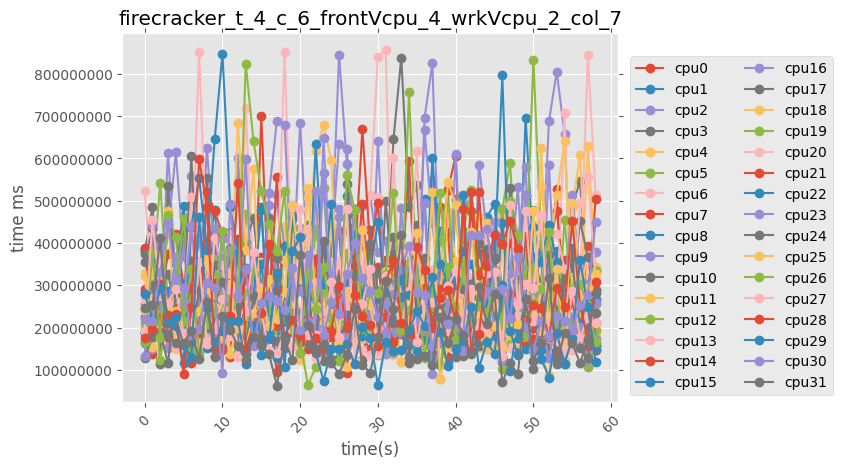 firecracker_t_4_c_6_frontVcpu_4_wrkVcpu_2_col_7
time ms
800000000
700000000
600000000
500000000
400000000
300000000
200000000
100000000
0
10
20
30
40
50
60
time(s)
cpu0
cpu1
cpu2
cpu3
cpu4
cpu5
cpu6
cpu7
cpu8
cpu9
cpu10
cpu11
cpu12
cpu13
cpu14
cpu15
cpu16
cpu17
cpu18
cpu19
cpu20
cpu21
cpu22
cpu23
cpu24
cpu25
cpu26
cpu27
cpu28
cpu29
cpu30
cpu31